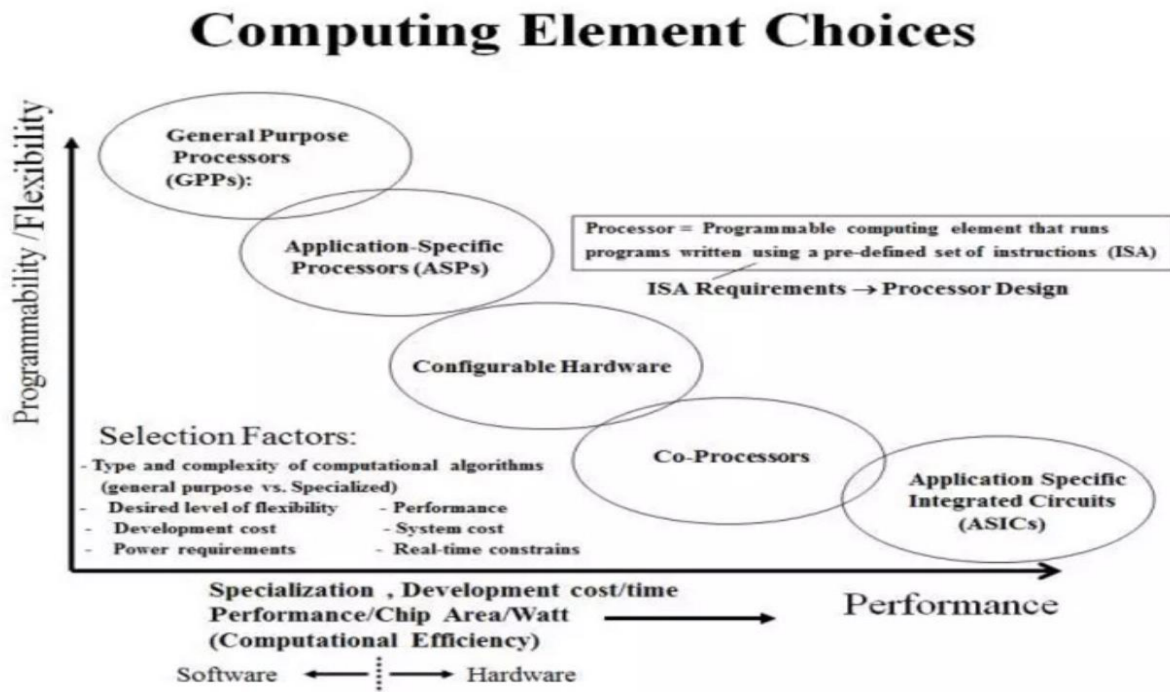 Computing Element Choices
Programmability /Flexibility
General Purpose
Processors
(GPPs):
Application-Specific
Processors (ASPs)
Processor = Programmable computing element that runs
programs written using a pre-defined set of instructions (ISA)
ISA Requirements → Processor Design
Configurable Hardware
Co-Processors
Application Specific
Integrated Circuits
(ASICs)
Selection Factors:
- Type and complexity of computational algorithms
(general purpose vs. Specialized)
- Desired level of flexibility - Performance
- Development cost - System cost
- Power requirements - Real-time constrains
Specialization , Development cost/time
Performance/Chip Area/Watt
(Computational Efficiency)
Performance
Software Hardware